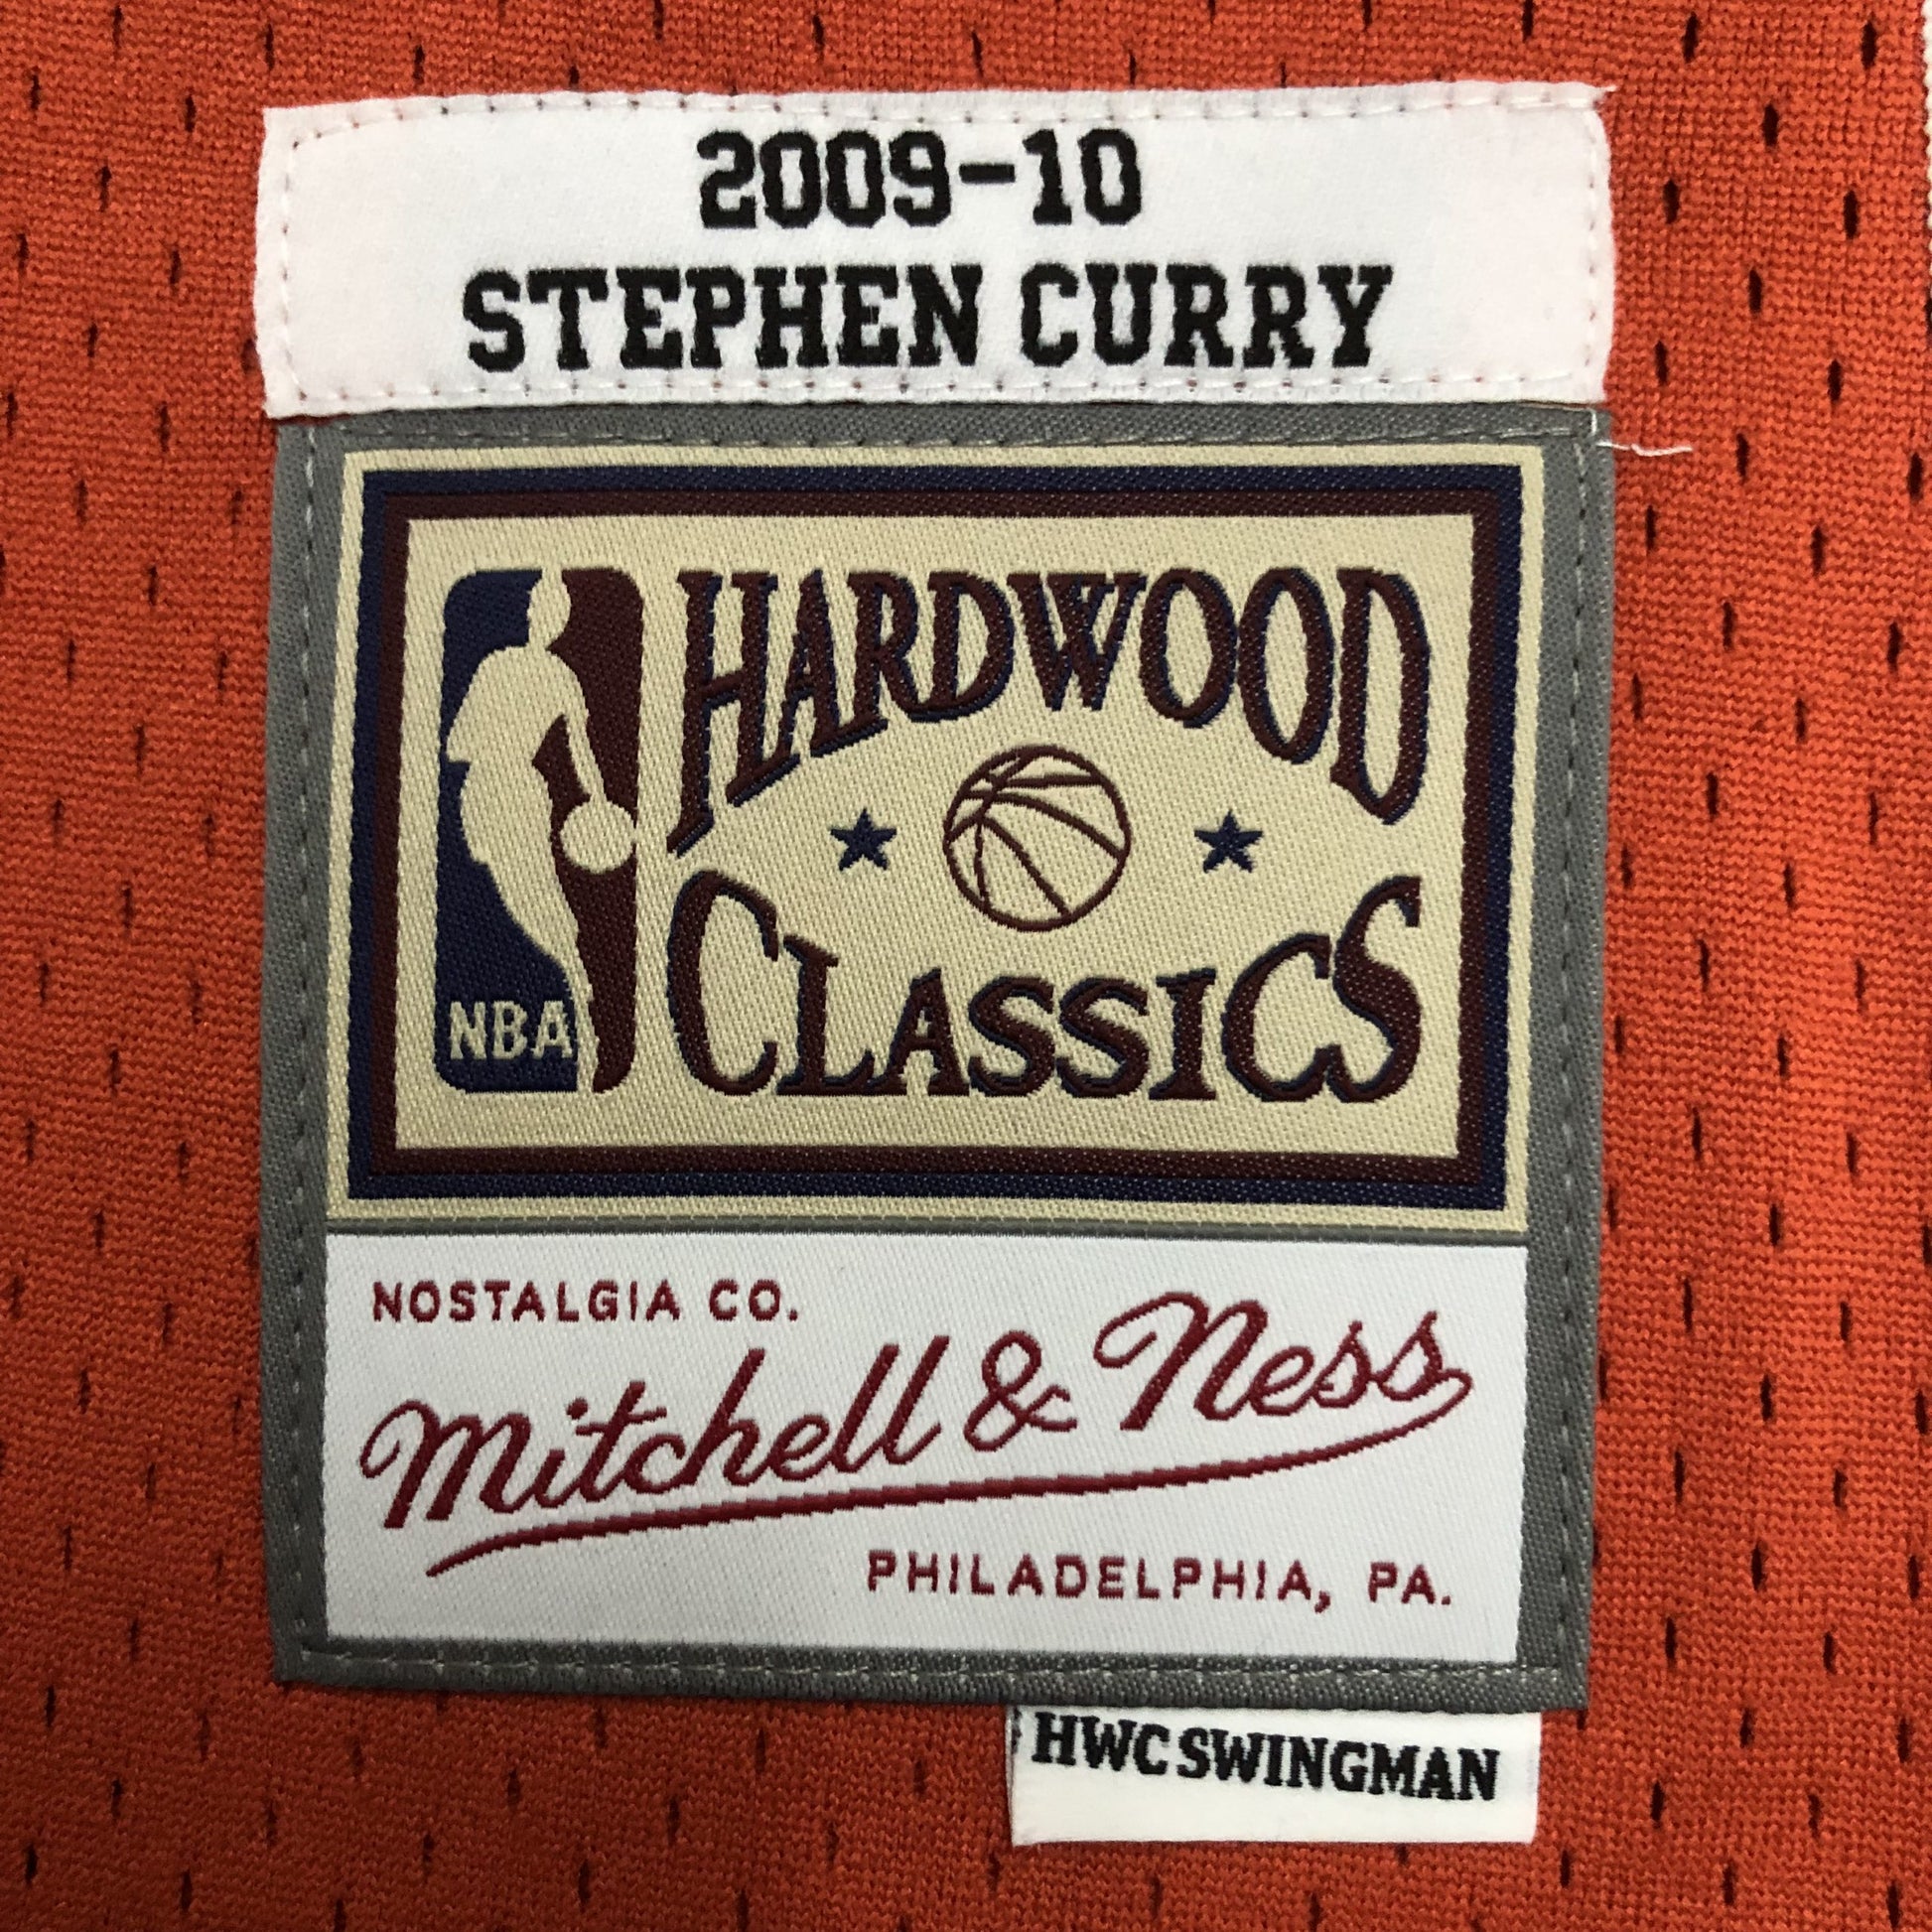 2009-10
STEPHEN CURRY
HARDWOOD
CLASSICS
NBA
NOSTALGIA CO.
Mitchell & Ness
PHILADELPHIA, PA.
HWC SWINGMAN